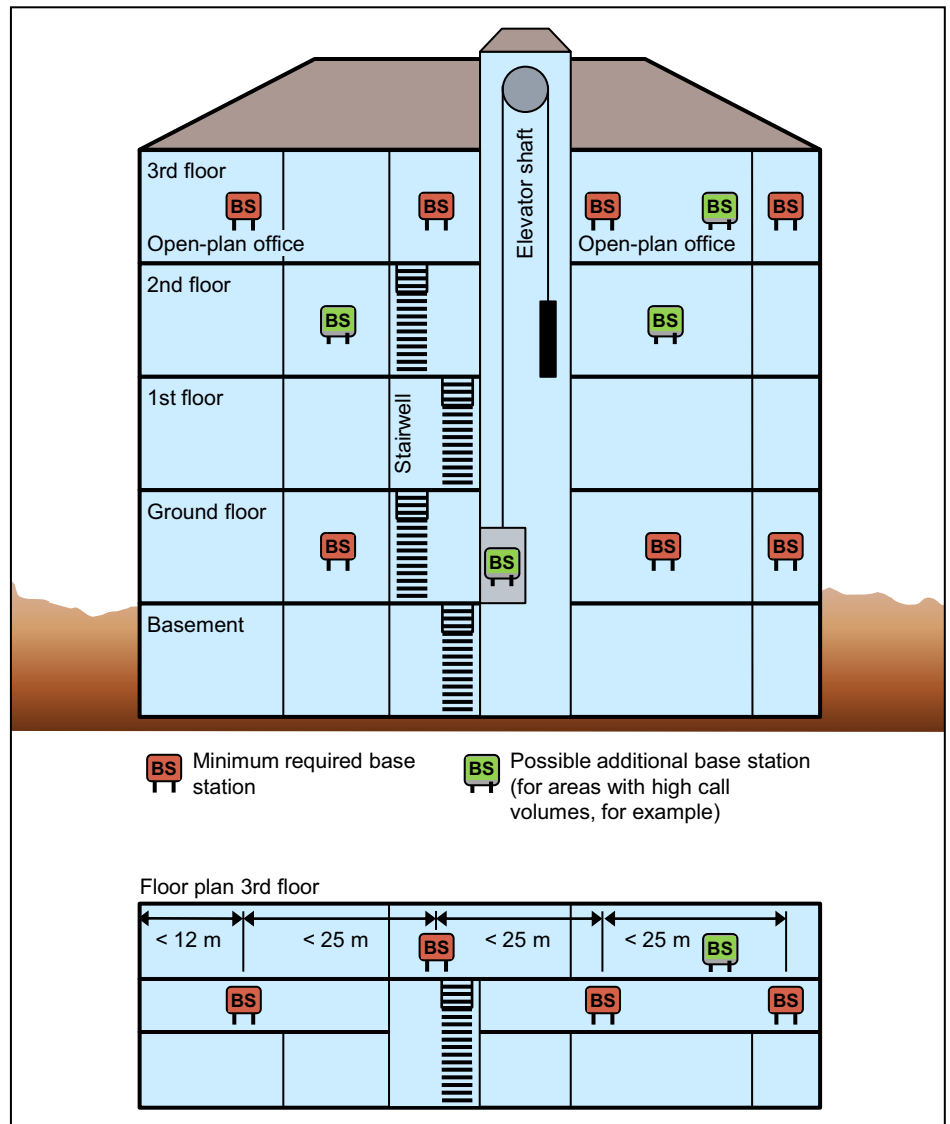 3rd floor
BS
BS
BS
BS
BS
Open-plan office
Open-plan office
Elevator shaft
2nd floor
BS
BS
1st floor
Stairwell
Ground floor
BS
BS
BS
BS
Basement
BS
Minimum required base
station
BS
Possible additional base station
(for areas with high call
volumes, for example)
Floor plan 3rd floor
< 12 m
< 25 m
< 25 m
< 25 m
BS
BS
BS
BS
BS